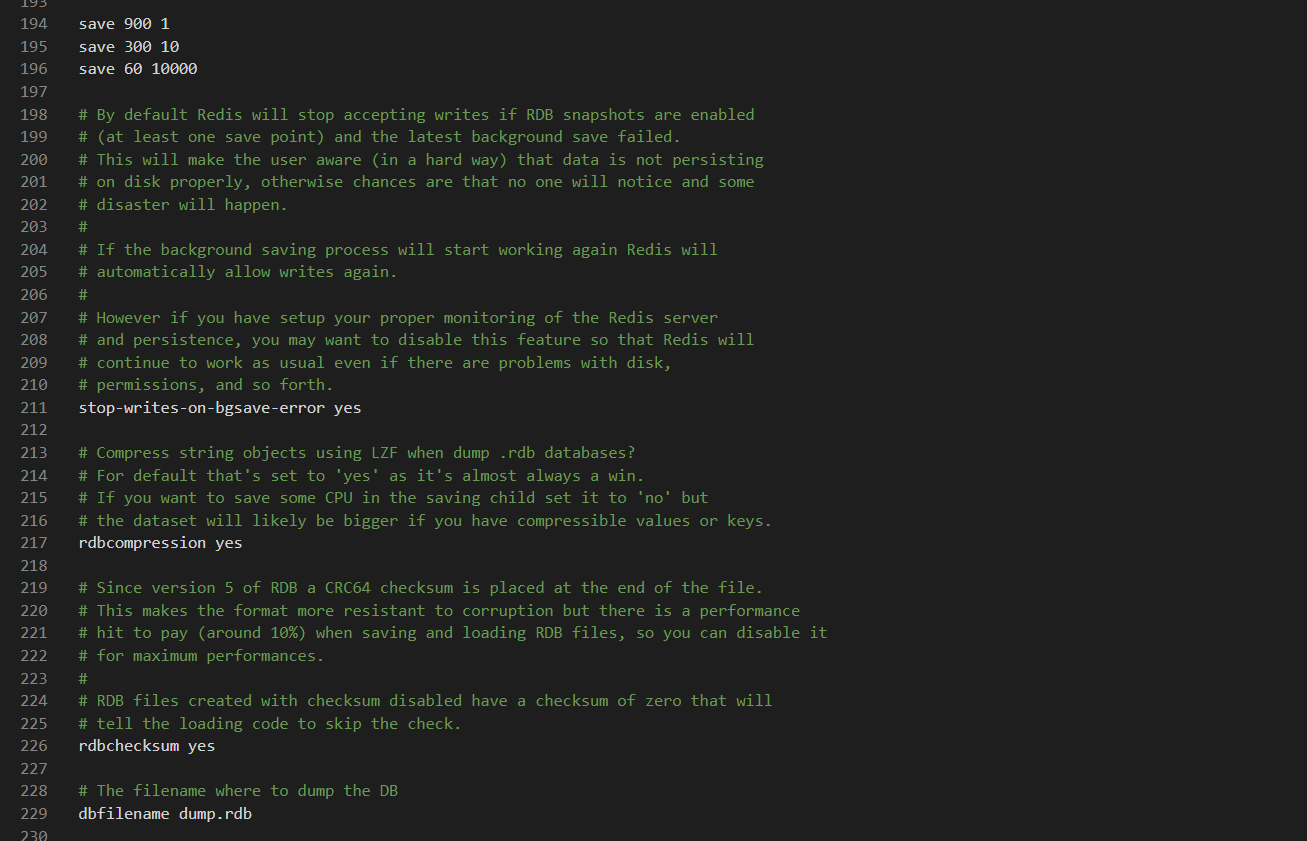 193
194 save 900 1
195 save 300 10
196 save 60 10000
197
198 # By default Redis will stop accepting writes if RDB snapshots are enabled
199 # (at least one save point) and the latest background save failed.
200 # This will make the user aware (in a hard way) that data is not persisting
201 # on disk properly, otherwise chances are that no one will notice and some
202 # disaster will happen.
203 #
204 # If the background saving process will start working again Redis will
205 # automatically allow writes again.
206 #
207 # However if you have setup your proper monitoring of the Redis server
208 # and persistence, you may want to disable this feature so that Redis will
209 # continue to work as usual even if there are problems with disk,
210 # permissions, and so forth.
211 stop-writes-on-bgsave-error yes
212
213 # Compress string objects using LZF when dump .rdb databases?
214 # For default that's set to 'yes' as it's almost always a win.
215 # If you want to save some CPU in the saving child set it to 'no' but
216 # the dataset will likely be bigger if you have compressible values or keys.
217 rdbcompression yes
218
219 # Since version 5 of RDB a CRC64 checksum is placed at the end of the file.
220 # This makes the format more resistant to corruption but there is a performance
221 # hit to pay (around 10%) when saving and loading RDB files, so you can disable it
222 # for maximum performances.
223 #
224 # RDB files created with checksum disabled have a checksum of zero that will
225 # tell the loading code to skip the check.
226 rdbchecksum yes
227
228 # The filename where to dump the DB
229 dbfilename dump.rdb
230